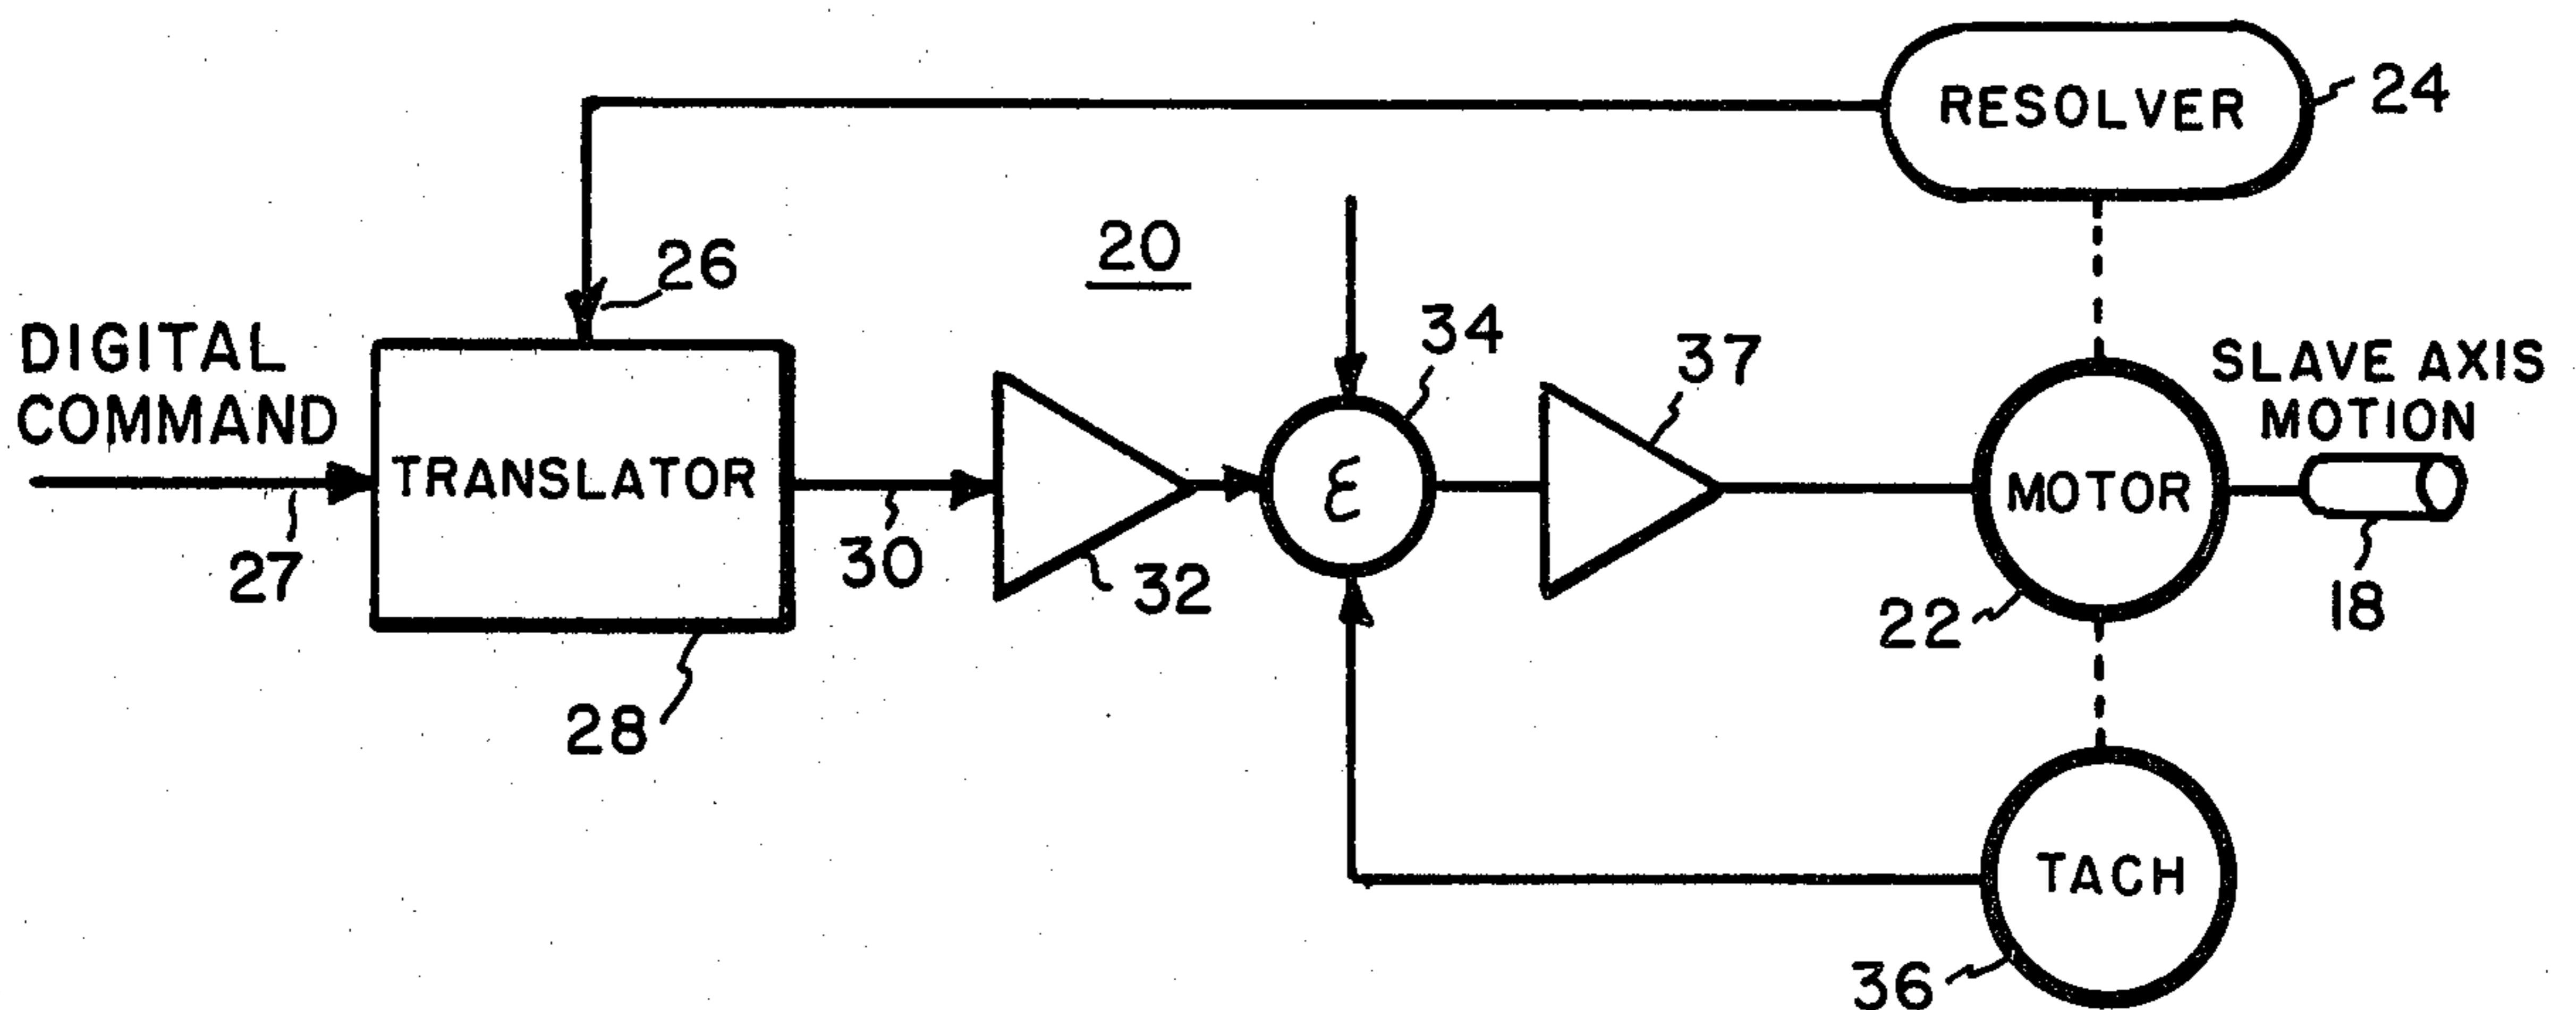 RESOLVER
24
20
26
34
37
DIGITAL
COMMAND
SLAVE AXIS
MOTION
TRANSLATOR
ε
MOTOR
27
30
32
22
18
28
TACH
36